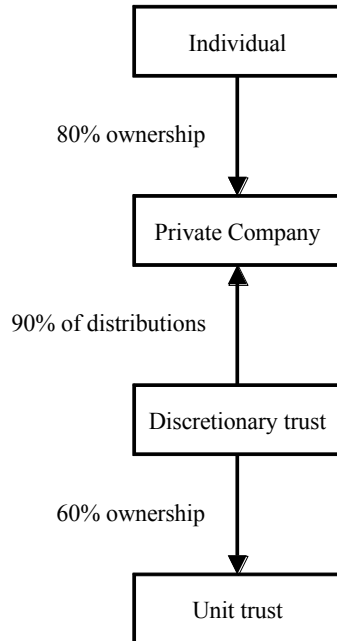 Individual
80% ownership
Private Company
90% of distributions
Discretionary trust
60% ownership
Unit trust